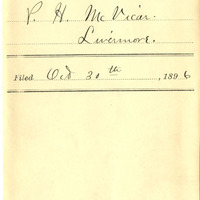 P. H. McVicar.
Livermore.
Filed Oct 31th, 1896